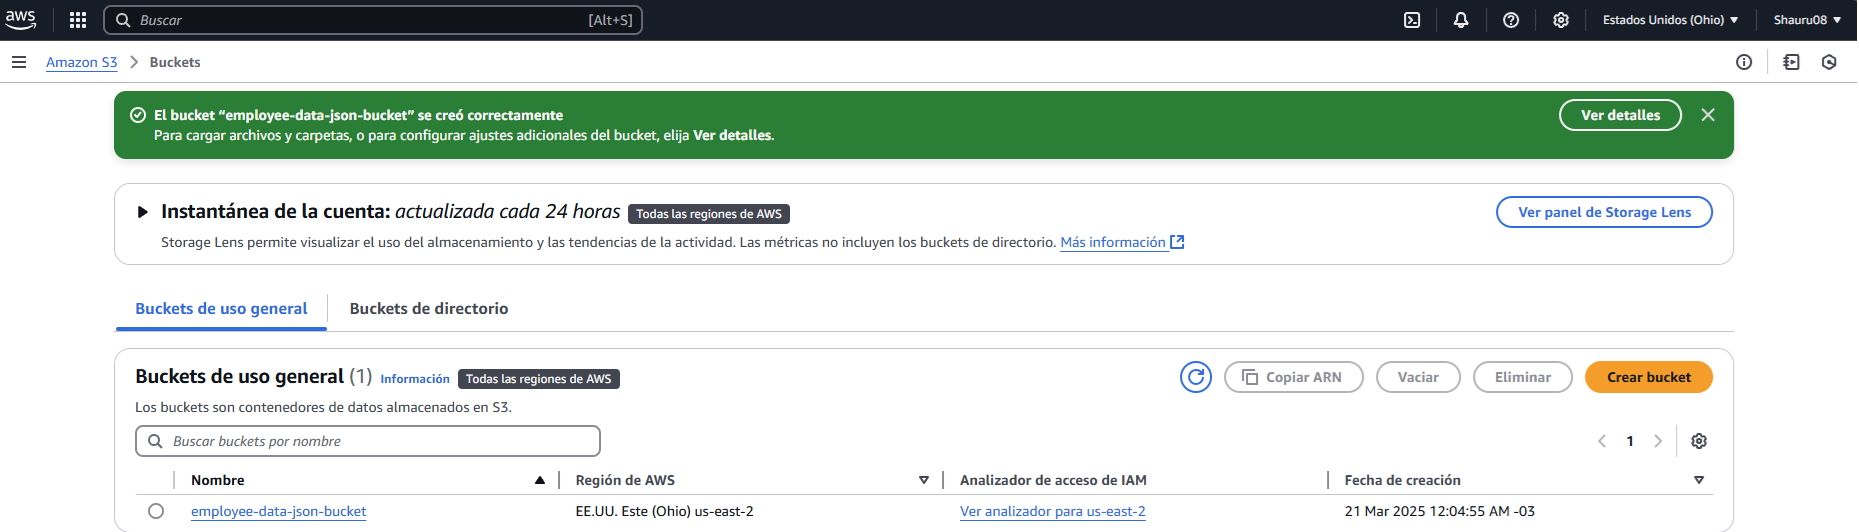 aws Buscar [Alt+S] Estados Unidos (Ohio) Shauru08
Amazon S3 Buckets
El bucket “employee-data-json-bucket” se creó correctamente
Para cargar archivos y carpetas, o para configurar ajustes adicionales del bucket, elija Ver detalles.
Ver detalles
Instantánea de la cuenta: actualizada cada 24 horas Todas las regiones de AWS
Ver panel de Storage Lens
Storage Lens permite visualizar el uso del almacenamiento y las tendencias de la actividad. Las métricas no incluyen los buckets de directorio. Más información
Buckets de uso general Buckets de directorio
Buckets de uso general (1) Información Todas las regiones de AWS
Copiar ARN Vaciar Eliminar Crear bucket
Los buckets son contenedores de datos almacenados en S3.
Buscar buckets por nombre 1
Nombre Región de AWS Analizador de acceso de IAM Fecha de creación
employee-data-json-bucket EE.UU. Este (Ohio) us-east-2 Ver analizador para us-east-2 21 Mar 2025 12:04:55 AM -03